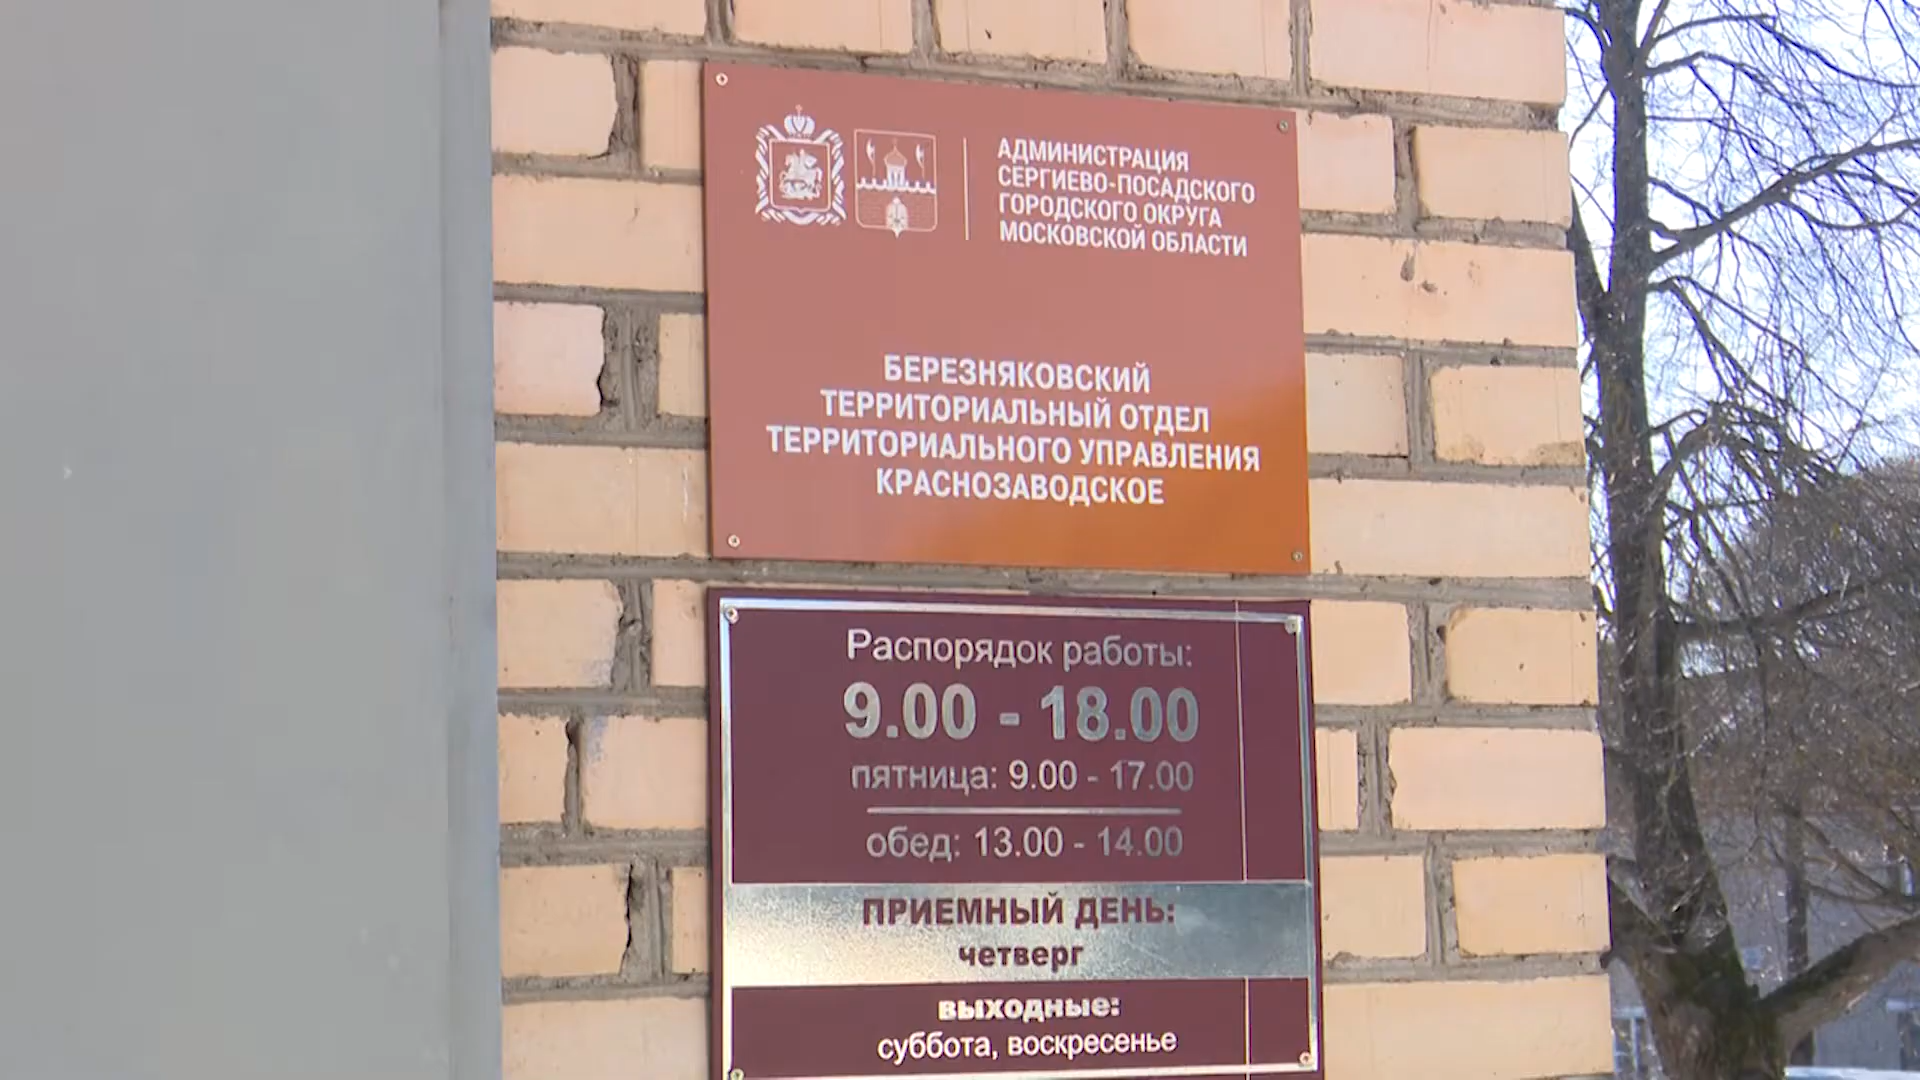 АДМИНИСТРАЦИЯ
СЕРГИЕВО-ПОСАДСКОГО
ГОРОДСКОГО ОКРУГА
МОСКОВСКОЙ ОБЛАСТИ
БЕРЕЗНЯКОВСКИЙ
ТЕРРИТОРИАЛЬНЫЙ ОТДЕЛ
ТЕРРИТОРИАЛЬНОГО УПРАВЛЕНИЯ
КРАСНОЗАВОДСКОЕ
Распорядок работы:
9.00 - 18.00
пятница: 9.00 - 17.00
обед: 13.00 - 14.00
ПРИЕМНЫЙ ДЕНЬ:
четверг
выходные:
суббота, воскресенье